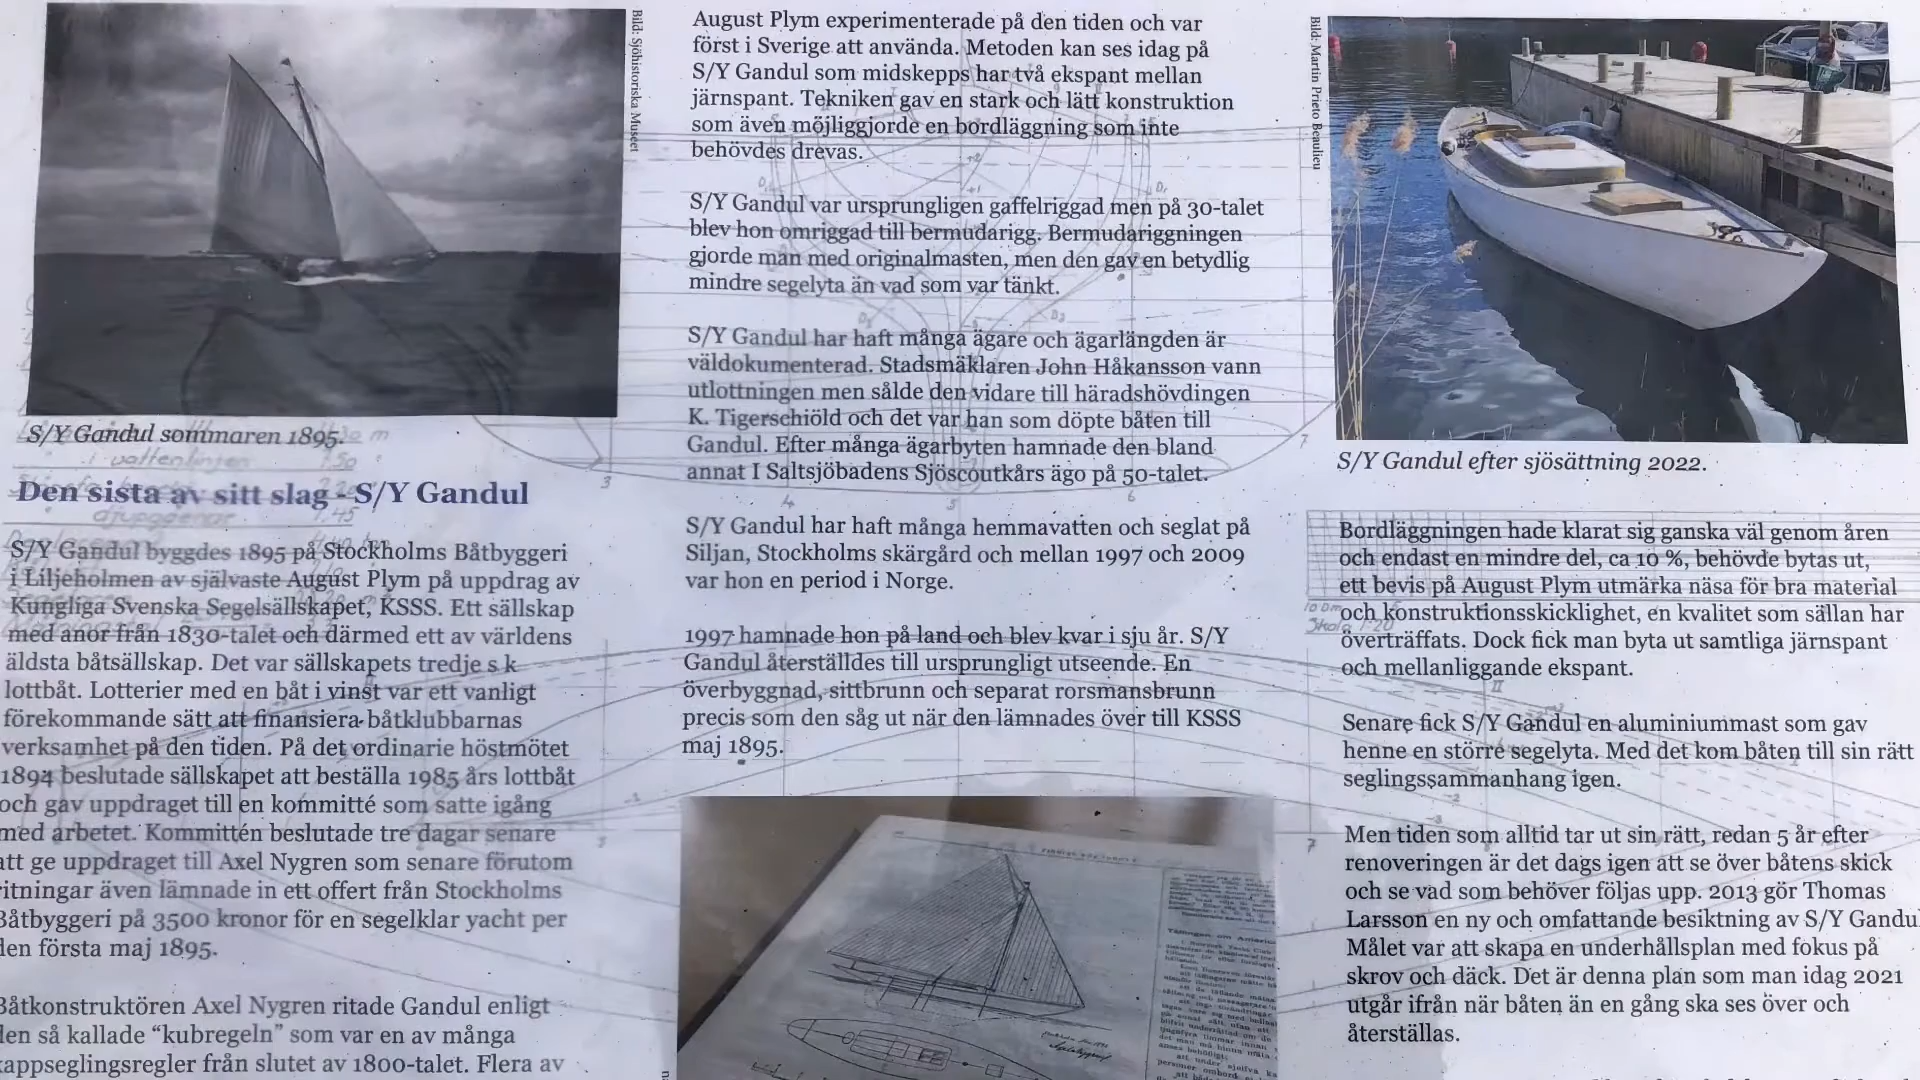 Bild: Sjöhistoriska Museet
S/Y Gandul sommaren 1895.
Den sista av sitt slag - S/Y Gandul
S/Y Gandul byggdes 1895 på Stockholms Båtbyggeri
i Liljeholmen av självaste August Plym på uppdrag av
Kungliga Svenska Segelsällskapet, KSSS. Ett sällskap
med anor från 1830-talet och därmed ett av världens
äldsta båtsällskap. Det var sällskapets tredje s k
lottbåt. Lotterier med en båt i vinst var ett vanligt
förekommande sätt att finansiera båtklubbarnas
verksamhet på den tiden. På det ordinarie höstmötet
1894 beslutade sällskapet att beställa 1985 års lottbåt
och gav uppdraget till en kommitté som satte igång
med arbetet. Kommittén beslutade tre dagar senare
att ge uppdraget till Axel Nygren som senare förutom
ritningar även lämnade in ett offert från Stockholms
Båtbyggeri på 3500 kronor för en segelklar yacht per
den första maj 1895.
Båtkonstruktören Axel Nygren ritade Gandul enligt
den så kallade “kubregeln” som var en av många
kappseglingsregler från slutet av 1800-talet. Flera av
August Plym experimenterade på den tiden och var
först i Sverige att använda. Metoden kan ses idag på
S/Y Gandul som midskepps har två ekspant mellan
järnspant. Tekniken gav en stark och lätt konstruktion
som även möjliggjorde en bordläggning som inte
behövdes drevas.
S/Y Gandul var ursprungligen gaffelriggad men på 30-talet
blev hon omriggad till bermudarigg. Bermudariggningen
gjorde man med originalmasten, men den gav en betydlig
mindre segelyta än vad som var tänkt.
S/Y Gandul har haft många ägare och ägarlängden är
väldokumenterad. Stadsmäklaren John Håkansson vann
utlottningen men sålde den vidare till häradshövdingen
K. Tigerschiöld och det var han som döpte båten till
Gandul. Efter många ägarbyten hamnade den bland
annat I Saltsjöbadens Sjöscoutkårs ägo på 50-talet.
S/Y Gandul har haft många hemmavatten och seglat på
Siljan, Stockholms skärgård och mellan 1997 och 2009
var hon en period i Norge.
1997 hamnade hon på land och blev kvar i sju år. S/Y
Gandul återställdes till ursprungligt utseende. En
överbyggnad, sittbrunn och separat rorsmansbrunn
precis som den såg ut när den lämnades över till KSSS
maj 1895.
Bild: Martin Prieto Beaulieu
S/Y Gandul efter sjösättning 2022.
Bordläggningen hade klarat sig ganska väl genom åren
och endast en mindre del, ca 10 %, behövde bytas ut,
ett bevis på August Plym utmärka näsa för bra material
och konstruktionsskicklighet, en kvalitet som sällan har
överträffats. Dock fick man byta ut samtliga järnspant
och mellanliggande ekspant.
Senare fick S/Y Gandul en aluminiummast som gav
henne en större segelyta. Med det kom båten till sin rätt
seglingssammanhang igen.
Men tiden som alltid tar ut sin rätt, redan 5 år efter
renoveringen är det dags igen att se över båtens skick
och se vad som behöver följas upp. 2013 gör Thomas
Larsson en ny och omfattande besiktning av S/Y Gandul
Målet var att skapa en underhållsplan med fokus på
skrov och däck. Det är denna plan som man idag 2021
utgår ifrån när båten än en gång ska ses över och
återställas.